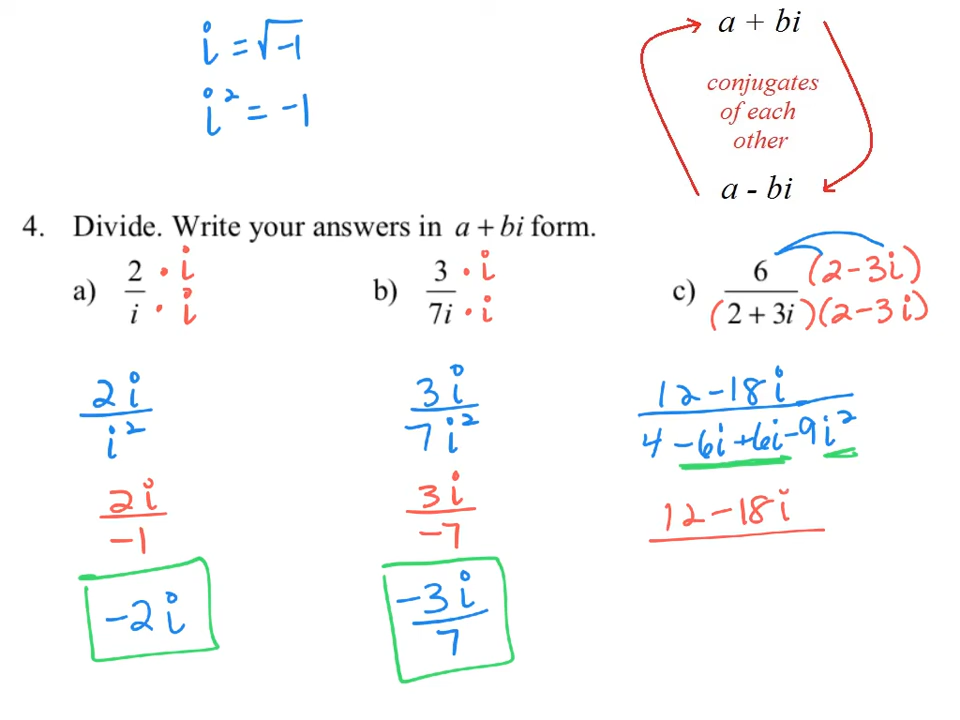 i = √-1
i² = -1
a + bi
conjugates
of each
other
a - bi
4. Divide. Write your answers in a + bi form.
a) 2/i • i/i
2i/i²
2i/-1
-2i
b) 3/7i • i/i
3i/7i²
3i/-7
-3i/7
c) 6(2-3i)/(2 + 3i)(2-3i)
12-18i/4-6i+6i-9i²
12-18i